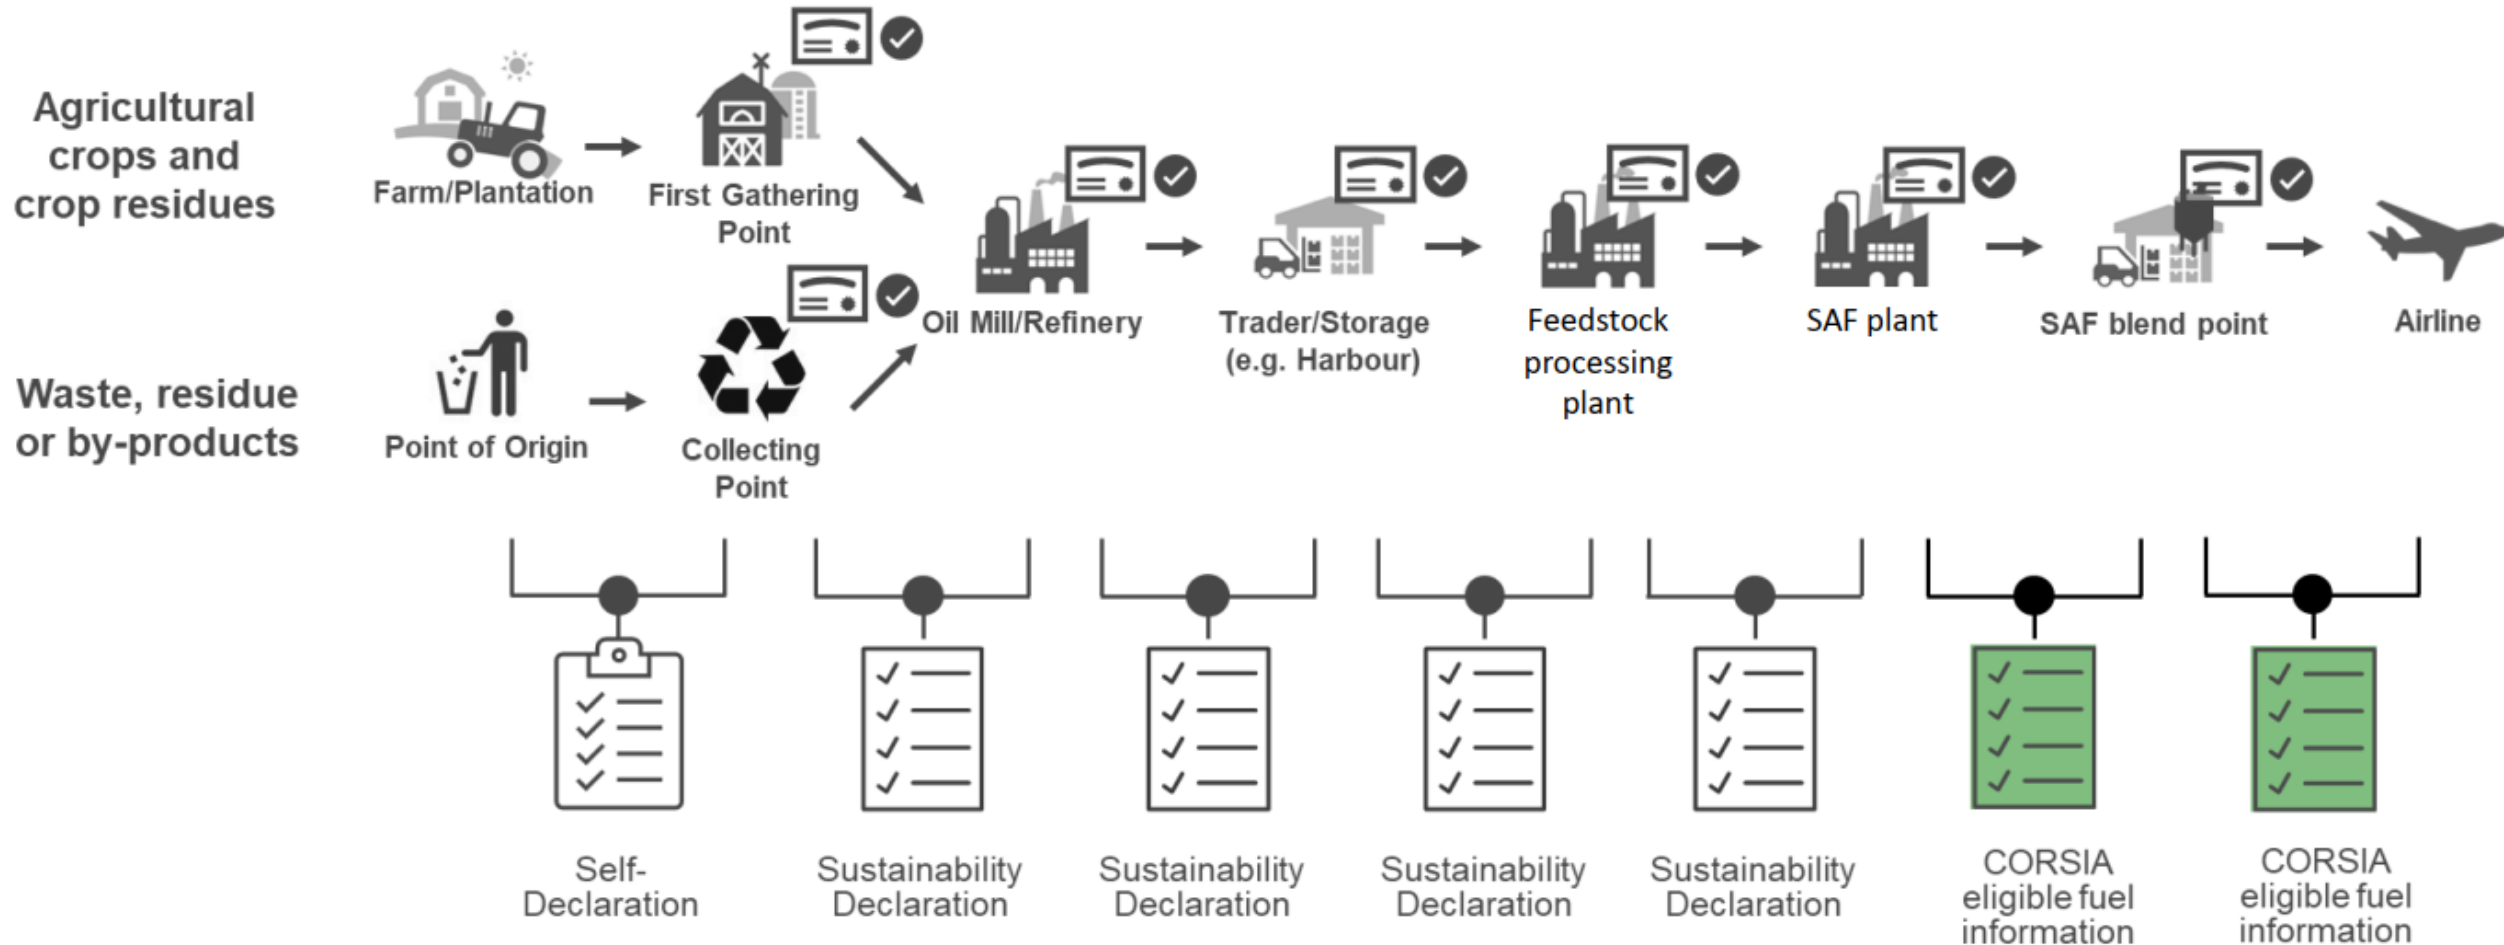 Agricultural
crops and
crop residues
Farm/Plantation
First Gathering
Point
Waste, residue
or by-products
Point of Origin
Collecting
Point
Oil Mill/Refinery
Trader/Storage
(e.g. Harbour)
Feedstock
processing
plant
SAF plant
SAF blend point
Airline
Self-
Declaration
Sustainability
Declaration
Sustainability
Declaration
Sustainability
Declaration
Sustainability
Declaration
CORSIA
eligible fuel
information
CORSIA
eligible fuel
information